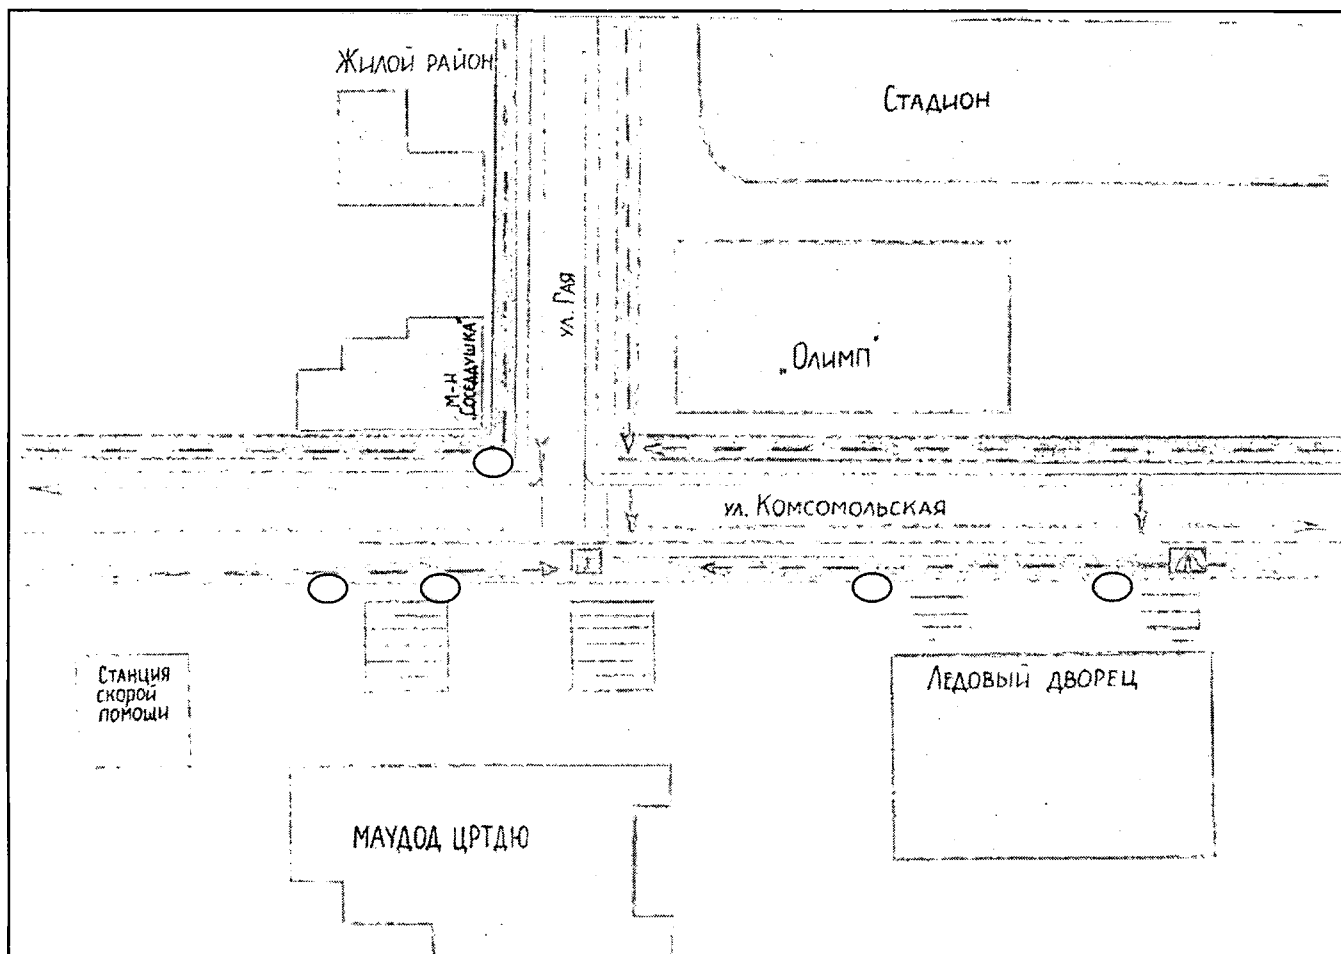 Жилой район
Стадион
ул. Гая
„Олимп"
М-н
"Соседушка"
ул. Комсомольская
Станция
скорой
помощи
Ледовый дворец
МАУДОД ЦРТДЮ